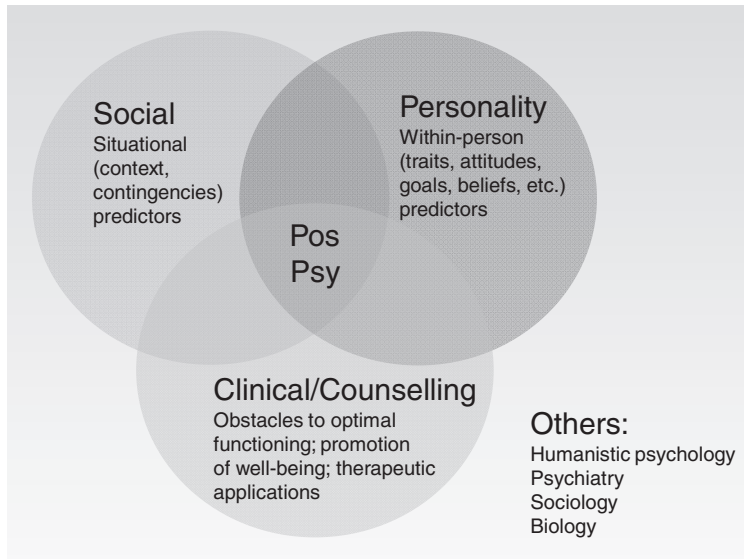 Social
Situational
(context,
contingencies)
predictors
Personality
Within-person
(traits, attitudes,
goals, beliefs, etc.)
predictors
Pos
Psy
Clinical/Counselling
Obstacles to optimal
functioning; promotion
of well-being; therapeutic
applications
Others:
Humanistic psychology
Psychiatry
Sociology
Biology